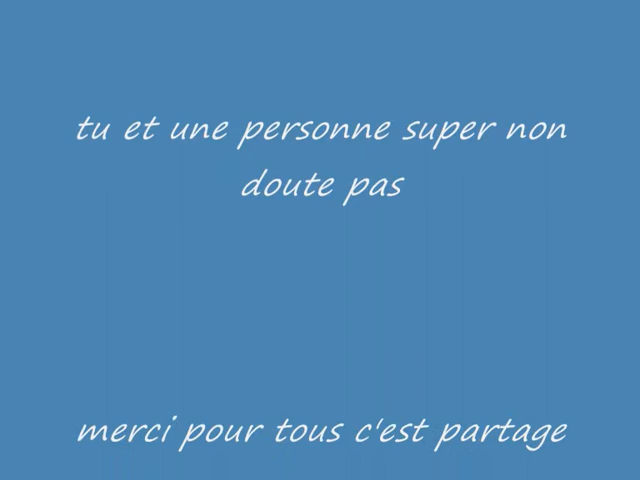 tu et une personne super non
doute pas
merci pour tous c'est partage